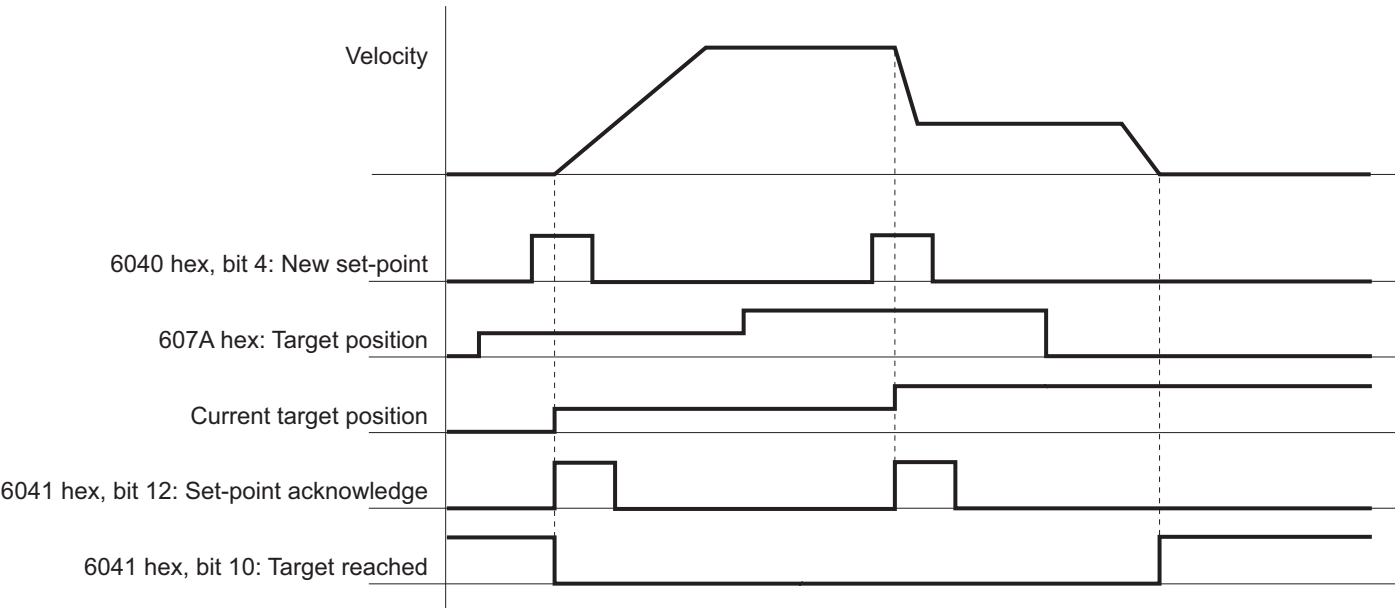 Velocity
6040 hex, bit 4: New set-point
607A hex: Target position
Current target position
6041 hex, bit 12: Set-point acknowledge
6041 hex, bit 10: Target reached